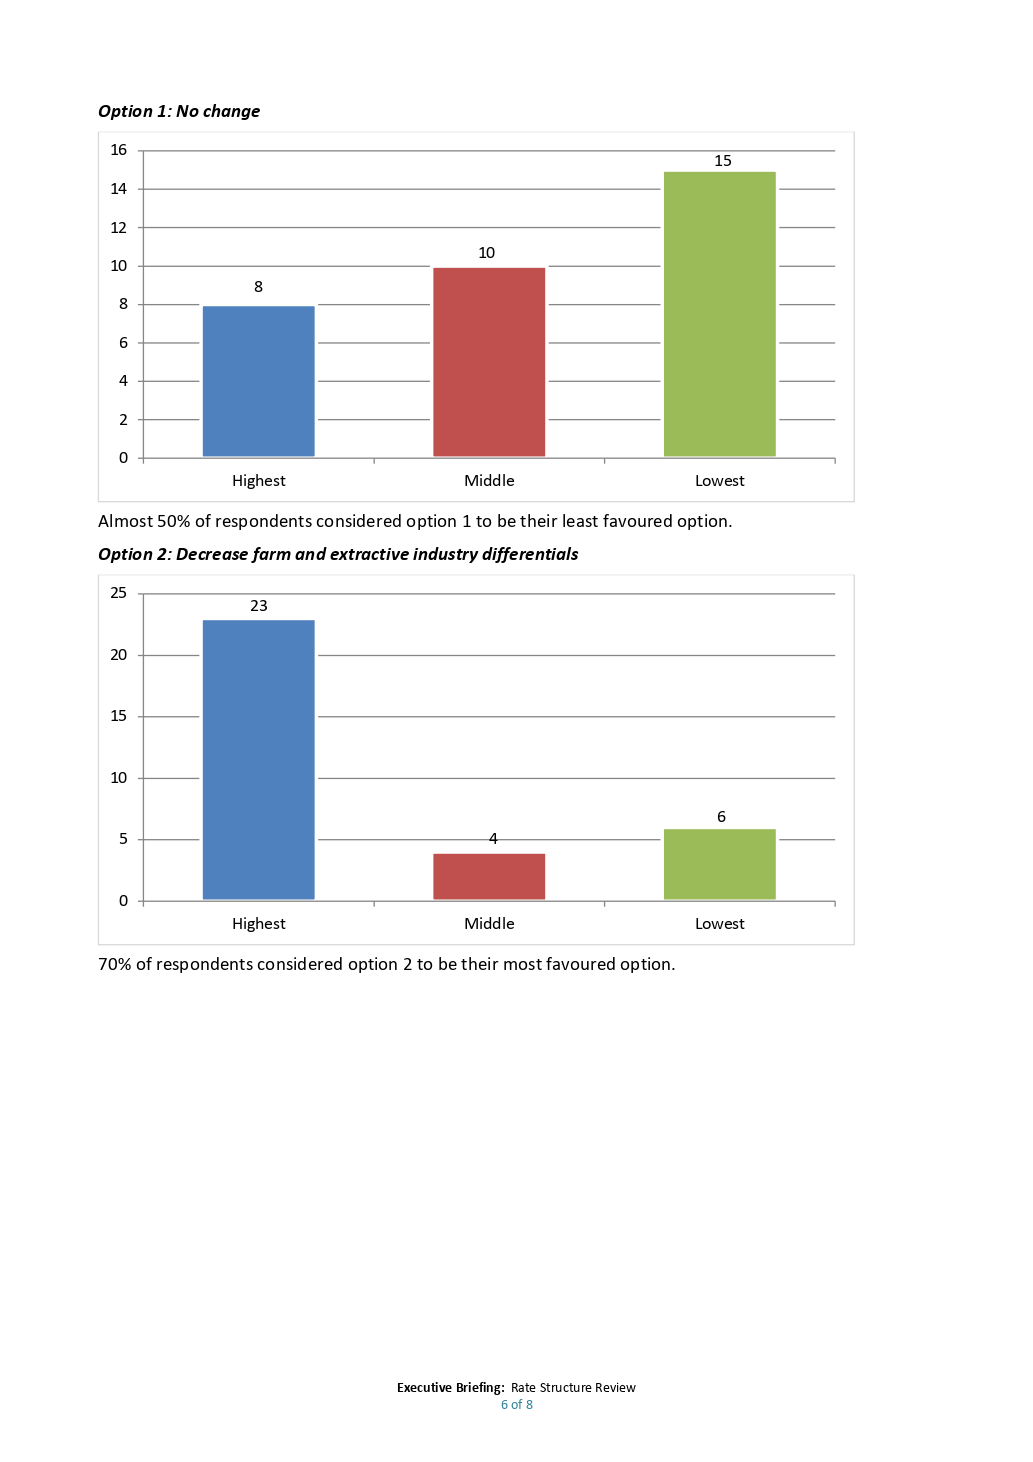 Option 1: No change
16
14
12
10
8
6
4
2
0
8
10
15
Highest Middle Lowest
Almost 50% of respondents considered option 1 to be their least favoured option.
Option 2: Decrease farm and extractive industry differentials
25
20
15
10
5
0
23
4
6
Highest Middle Lowest
70% of respondents considered option 2 to be their most favoured option.
Executive Briefing: Rate Structure Review
6 of 8